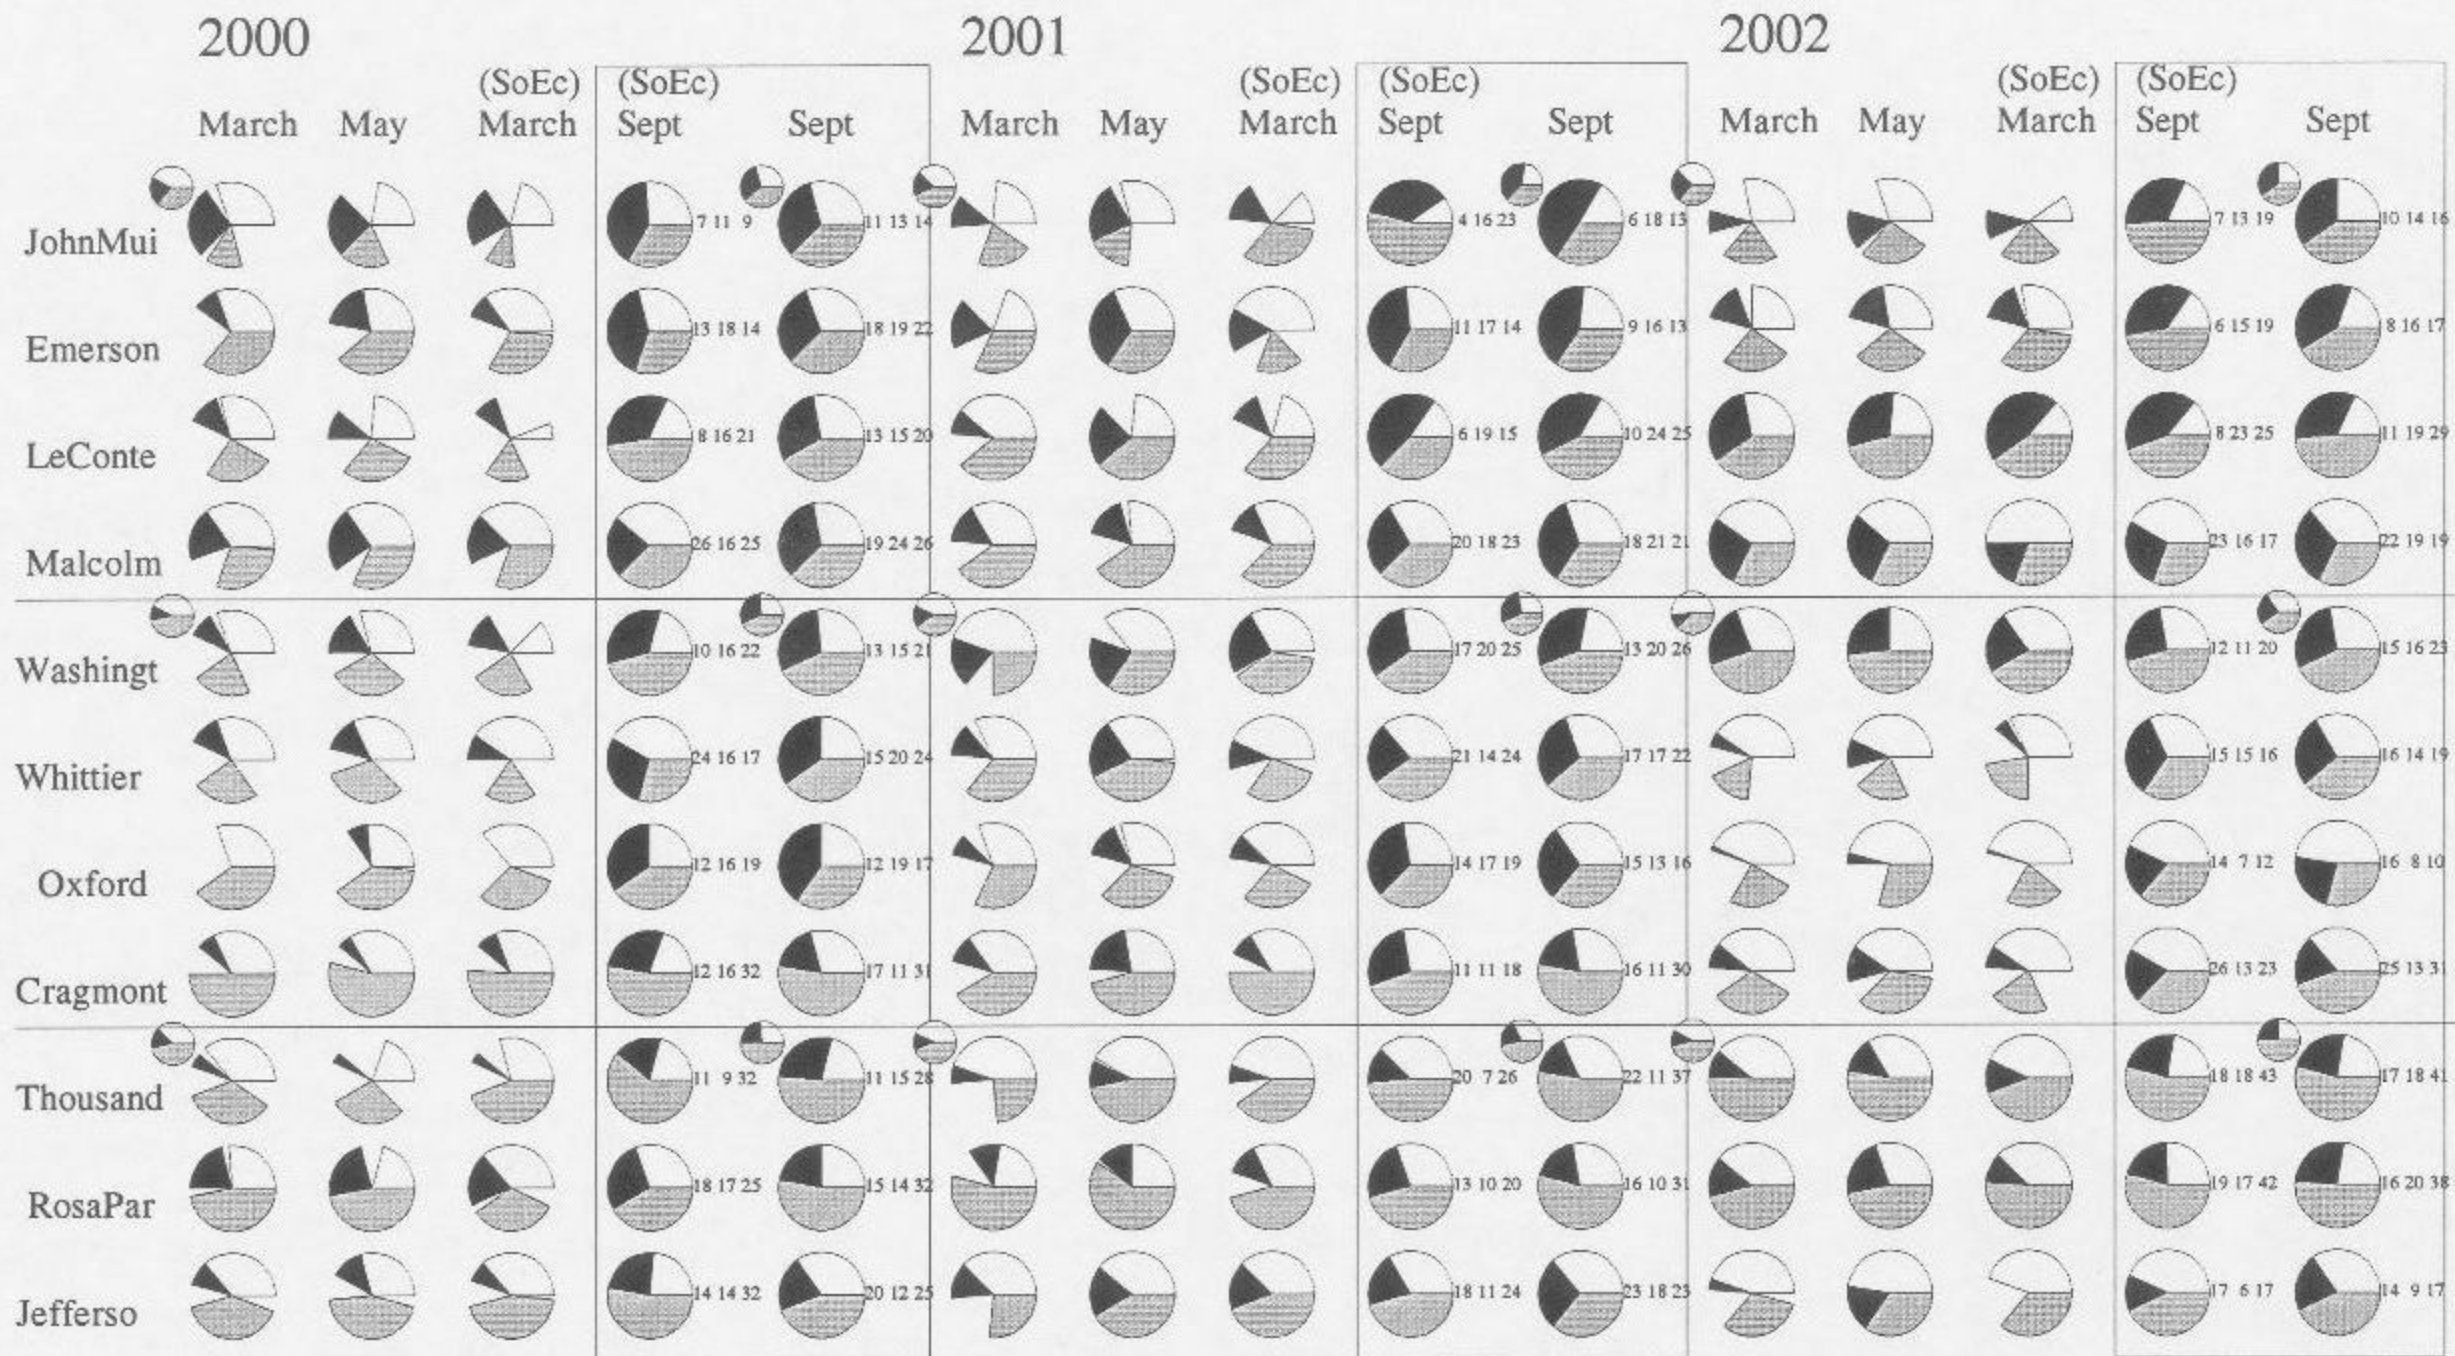 2000 2001 2002
(SoEc) (SoEc) (SoEc) (SoEc) (SoEc) (SoEc)
March May March Sept Sept March May March Sept Sept March May March Sept Sept
JohnMui 7 11 9 11 13 14 4 16 23 6 18 13 7 13 19 10 14 16
Emerson 13 18 14 18 19 22 11 17 14 9 16 13 6 15 19 8 16 17
LeConte 8 16 21 13 15 20 6 19 15 10 24 25 8 23 25 11 19 29
Malcolm 26 16 25 19 24 26 20 18 23 18 21 21 23 16 17 22 19 19
Washingt 10 16 22 13 15 21 17 20 25 13 20 26 12 11 20 15 16 23
Whittier 24 16 17 15 20 24 21 14 24 17 17 22 15 15 16 16 14 19
Oxford 12 16 19 12 19 17 14 17 19 15 13 16 14 7 12 16 8 10
Cragmont 12 16 32 17 11 31 11 11 18 16 11 30 26 13 23 25 13 31
Thousand 11 9 32 11 15 28 20 7 26 22 11 37 18 18 43 17 18 41
RosaPar 18 17 25 15 14 32 13 10 20 16 10 31 19 17 42 16 20 38
Jefferso 14 14 32 20 12 25 18 11 24 23 18 23 17 6 17 14 9 17